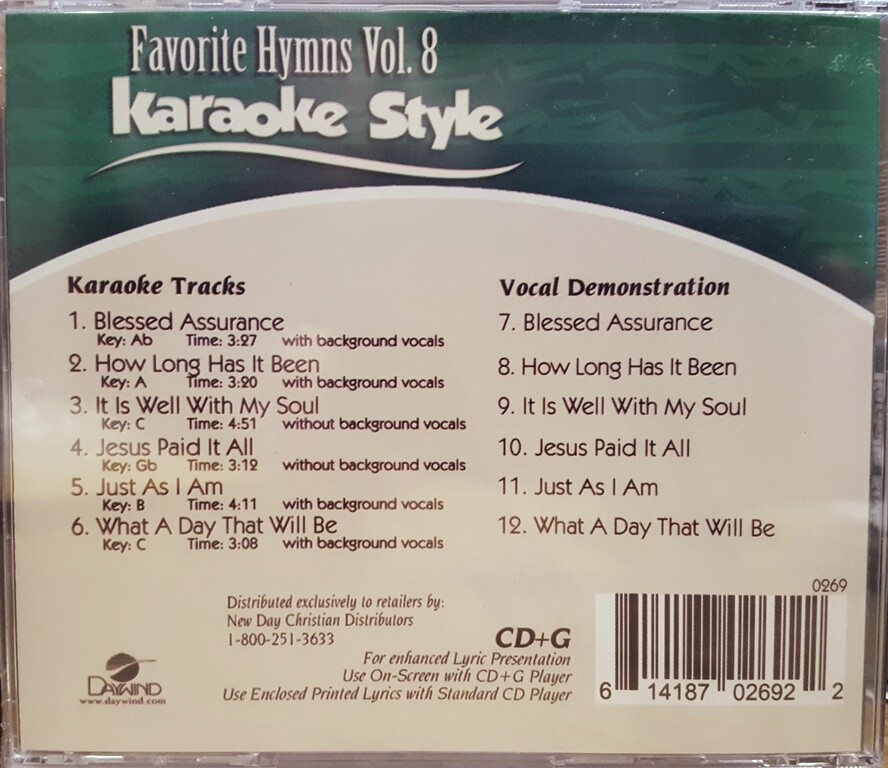 Favorite Hymns Vol. 8
Karaoke Style
Karaoke Tracks
1. Blessed Assurance
Key: Ab Time: 3:27 with background vocals
2. How Long Has It Been
Key: A Time: 3:20 with background vocals
3. It Is Well With My Soul
Key: C Time: 4:51 without background vocals
4. Jesus Paid It All
Key: Gb Time: 3:12 without background vocals
5. Just As I Am
Key: B Time: 4:11 with background vocals
6. What A Day That Will Be
Key: C Time: 3:08 with background vocals
Vocal Demonstration
7. Blessed Assurance
8. How Long Has It Been
9. It Is Well With My Soul
10. Jesus Paid It All
11. Just As I Am
12. What A Day That Will Be
Distributed exclusively to retailers by:
New Day Christian Distributors
1-800-251-3633
CD+G
For enhanced Lyric Presentation
Use On-Screen with CD+G Player
Use Enclosed Printed Lyrics with Standard CD Player
DAYWIND
www.daywind.com
0269
6 14187 02692 2